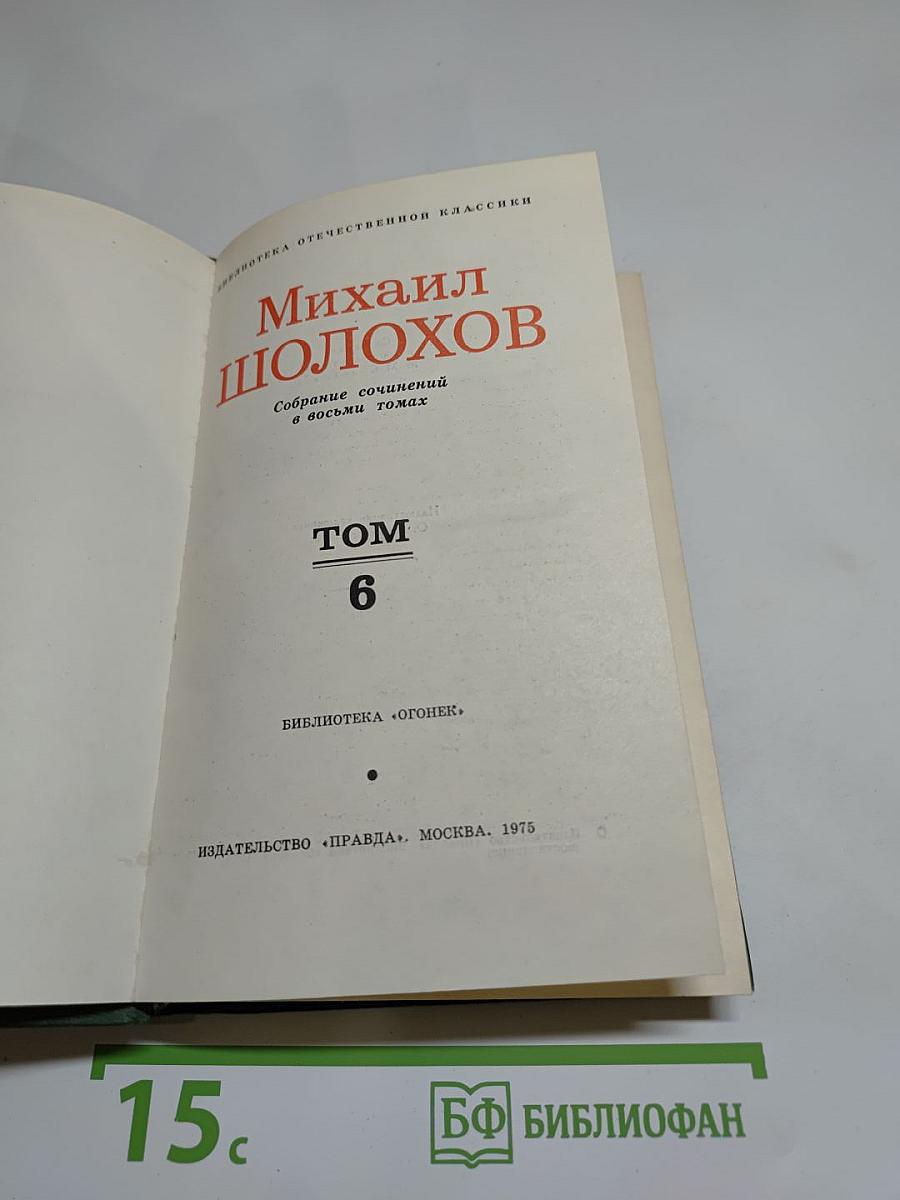 БИБЛИОТЕКА ОТЕЧЕСТВЕННОЙ КЛАССИКИ
Михаил
ШОЛОХОВ
Собрание сочинений
в восьми томах
ТОМ
6
БИБЛИОТЕКА «ОГОНЕК»
ИЗДАТЕЛЬСТВО «ПРАВДА». МОСКВА. 1975
15 с
БФ БИБЛИОФАН